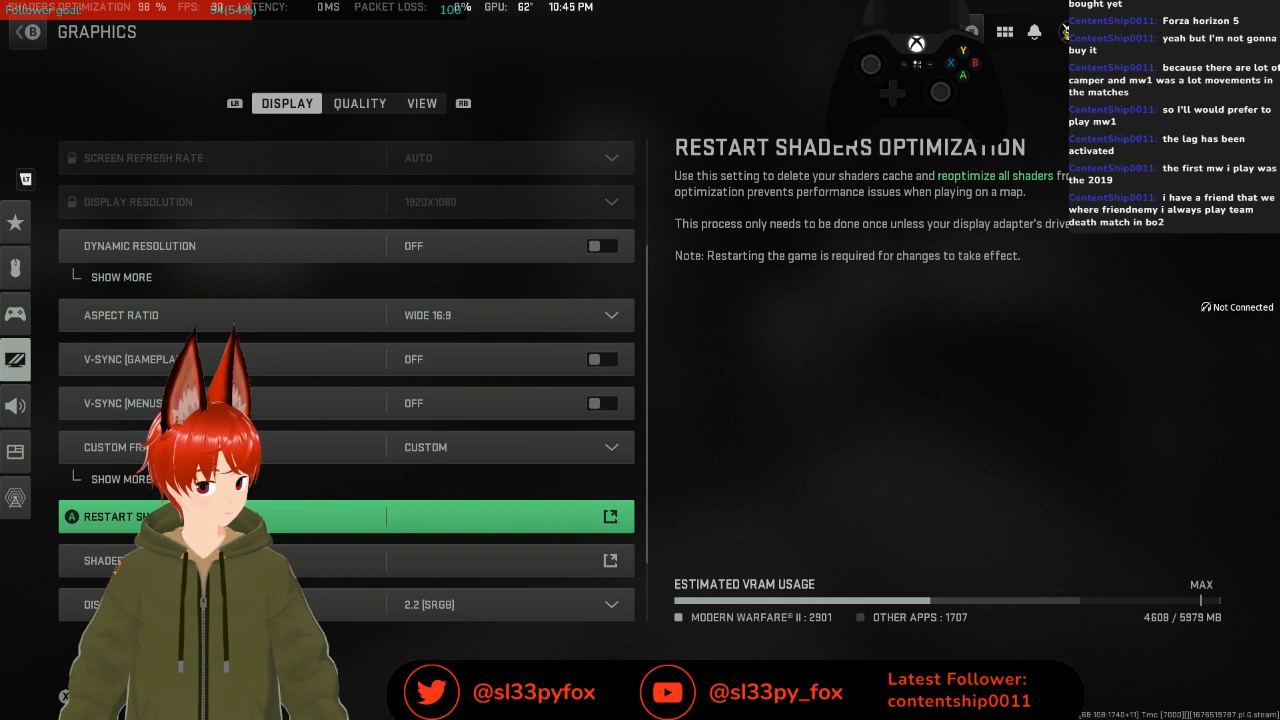 SHADERS OPTIMIZATION 98 % FPS: 90 LATENCY: 0MS PACKET LOSS: 0% GPU: 62° 10:45 PM
Follower goal: 54(54%) 100
B GRAPHICS
LB DISPLAY QUALITY VIEW RB
LT
SCREEN REFRESH RATE AUTO
DISPLAY RESOLUTION 1920X1080
DYNAMIC RESOLUTION OFF
SHOW MORE
ASPECT RATIO WIDE 16:9
V-SYNC (GAMEPLA OFF
V-SYNC (MENUS OFF
CUSTOM FR CUSTOM
SHOW MORE
A RESTART SH
SHADE
DIS 2.2 (SRGB)
X
Y
X B
A
RESTART SHADERS OPTIMIZATION
Use this setting to delete your shaders cache and reoptimize all shaders fr
optimization prevents performance issues when playing on a map.
This process only needs to be done once unless your display adapter's drive
Note: Restarting the game is required for changes to take effect.
bought yet
ContentShip0011: Forza horizon 5
ContentShip0011: yeah but I'm not gonna
buy it
ContentShip0011: because there are lot of
camper and mw1 was a lot movements in
the matches
ContentShip0011: so I'll would prefer to
play mw1
ContentShip0011: the lag has been
activated
ContentShip0011: the first mw i play was
the 2019
ContentShip0011: i have a friend that we
where friendnemy i always play team
death match in bo2
Not Connected
ESTIMATED VRAM USAGE MAX
MODERN WARFARE® II : 2901 OTHER APPS : 1707 4608 / 5979 MB
@sl33pyfox @sl33py_fox
Latest Follower:
contentship0011